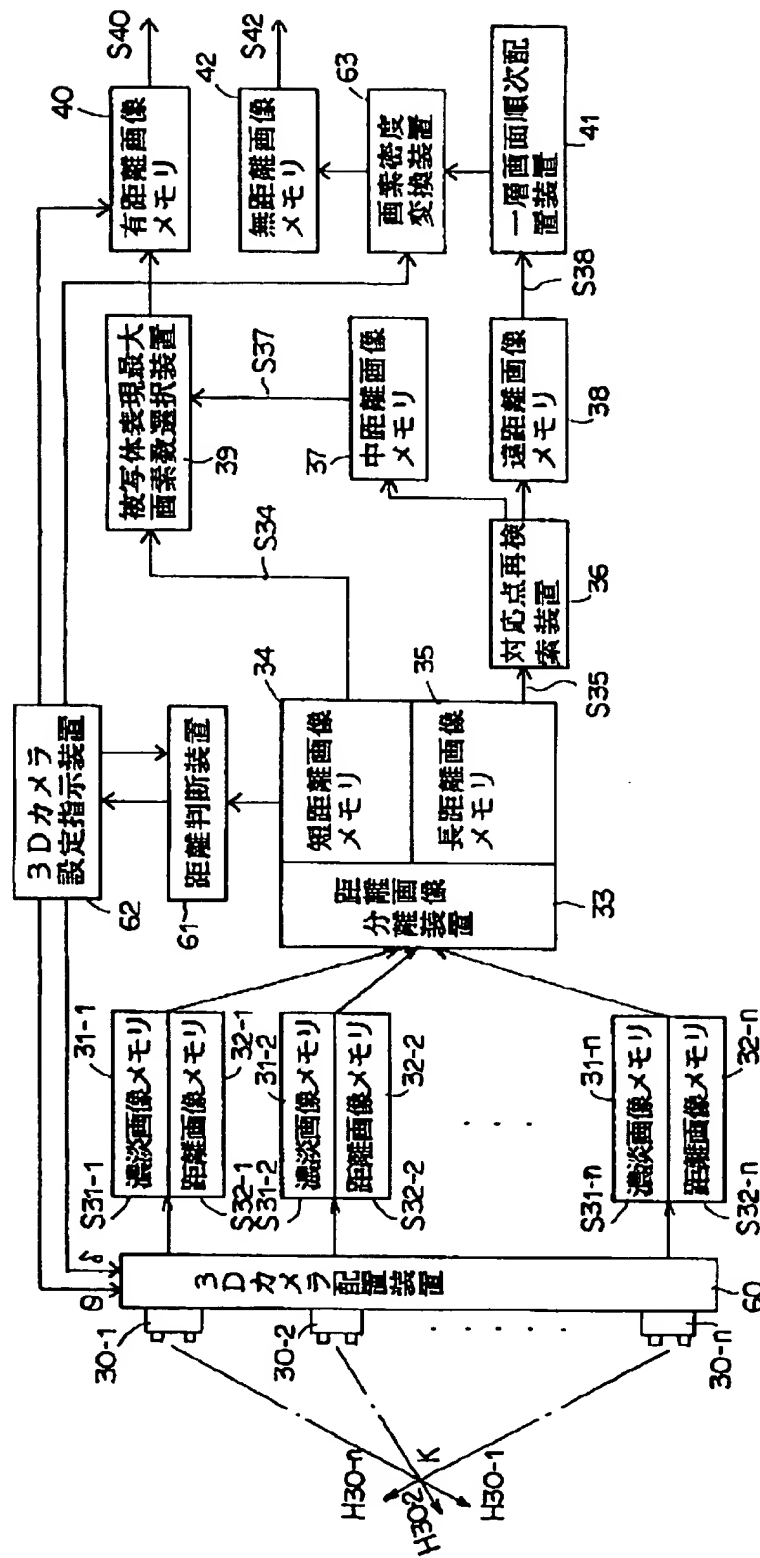 H30-n
K
H302
H30-1
30-1
30-2
30-n
θ
3Dカメラ配置装置
60
S31-1
濃淡画像メモリ
31-1
距離画像メモリ
32-1
S32-1
S31-2
濃淡画像メモリ
31-2
距離画像メモリ
32-2
S32-2
S31-n
濃淡画像メモリ
31-n
距離画像メモリ
32-n
S32-n
3Dカメラ
設定指示装置
62
距離判断装置
61
距離画像
分離装置
33
短距離画像
メモリ
34
長距離画像
メモリ
35
S34
S35
対応点再検
索装置
36
被写体表現最大
画素数選択装置
39
S37
中距離画像
メモリ
37
遠距離画像
メモリ
38
S38
有距離画像
メモリ
40
S40
無距離画像
メモリ
42
S42
画素密度
変換装置
63
一層画面順次配
置装置
41